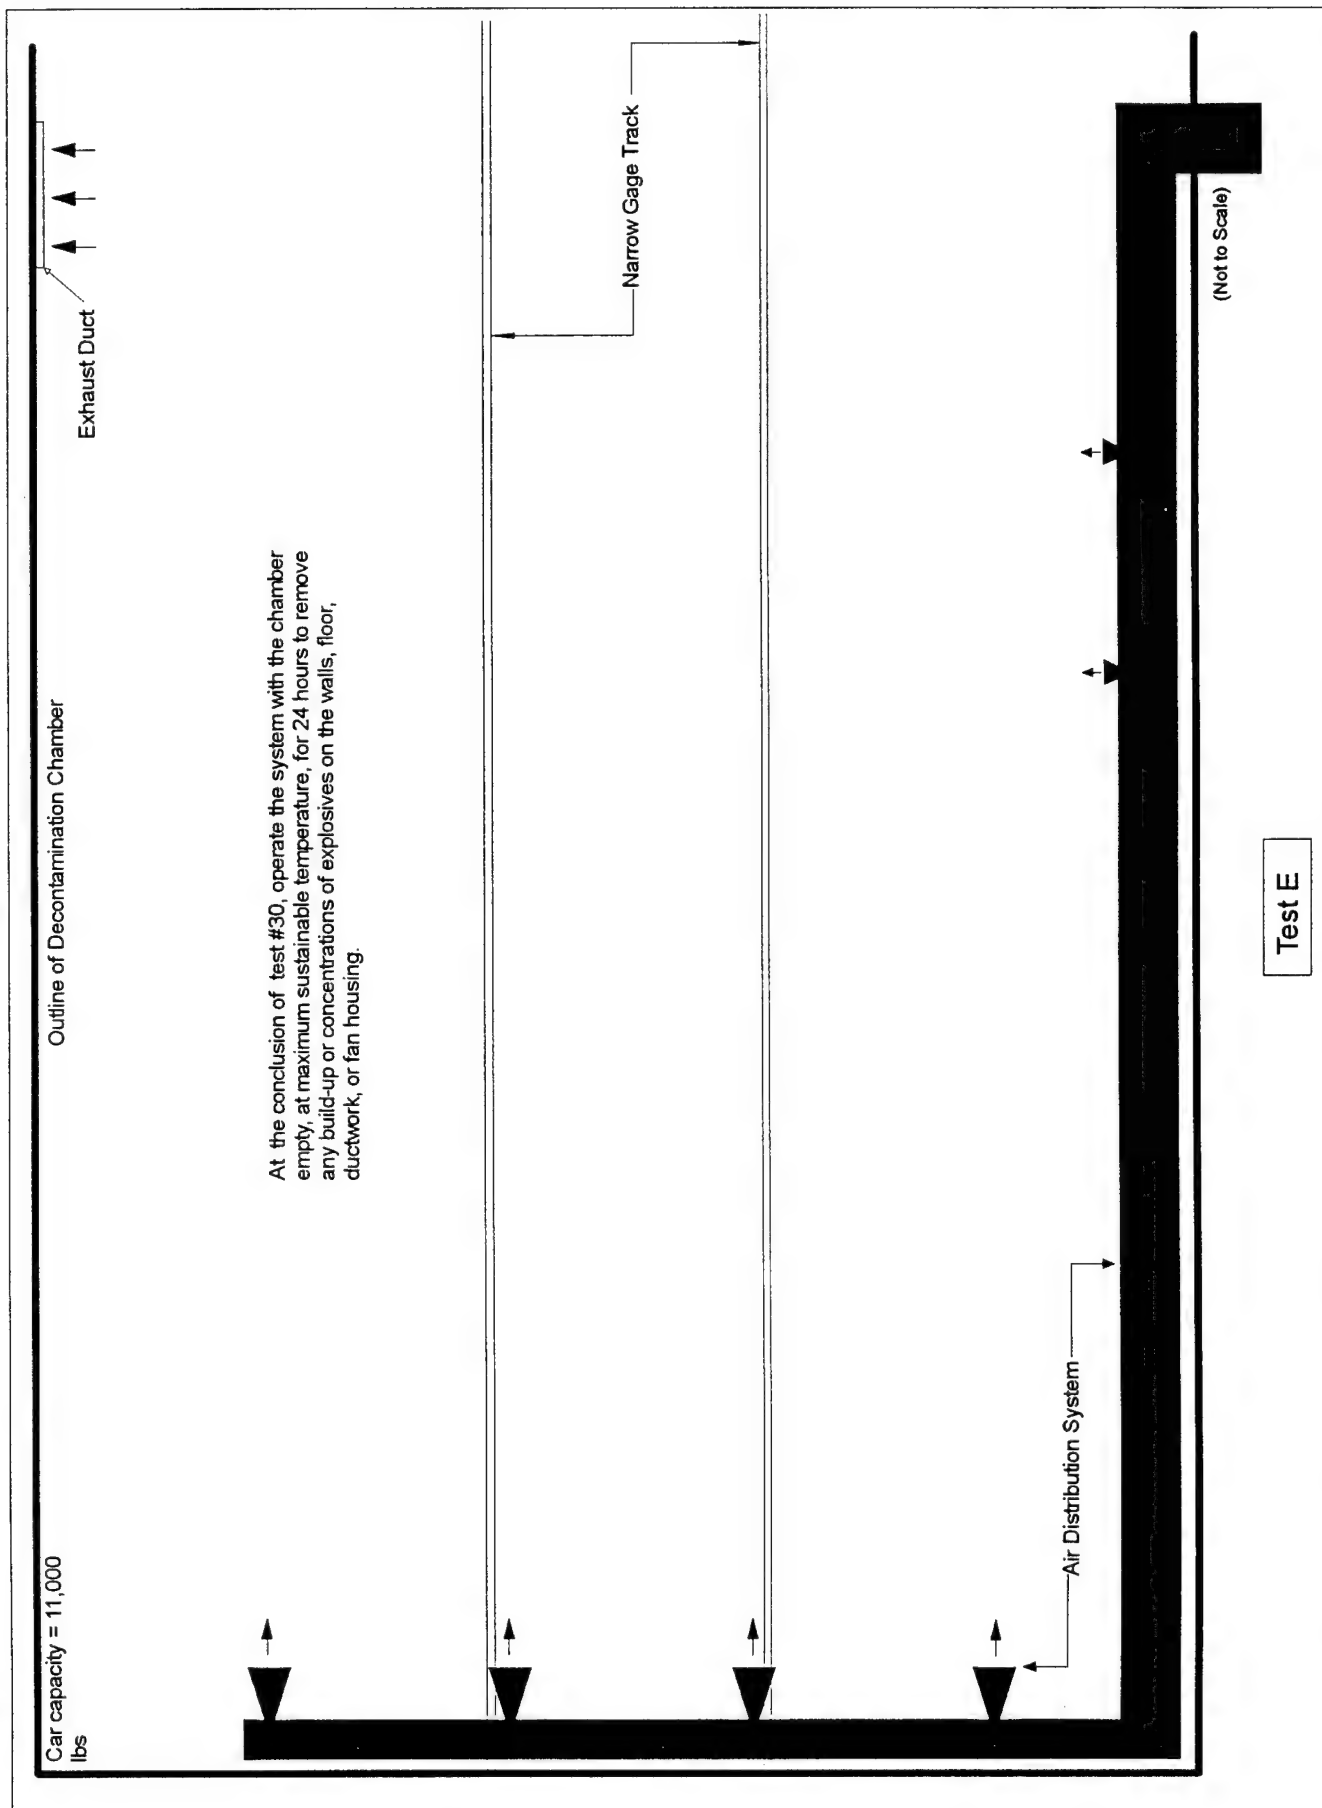 Car capacity = 11,000
lbs
Outline of Decontamination Chamber
Exhaust Duct
At the conclusion of test #30, operate the system with the chamber
empty, at maximum sustainable temperature, for 24 hours to remove
any build-up or concentrations of explosives on the walls, floor,
ductwork, or fan housing.
Narrow Gage Track
Air Distribution System
(Not to Scale)
Test E